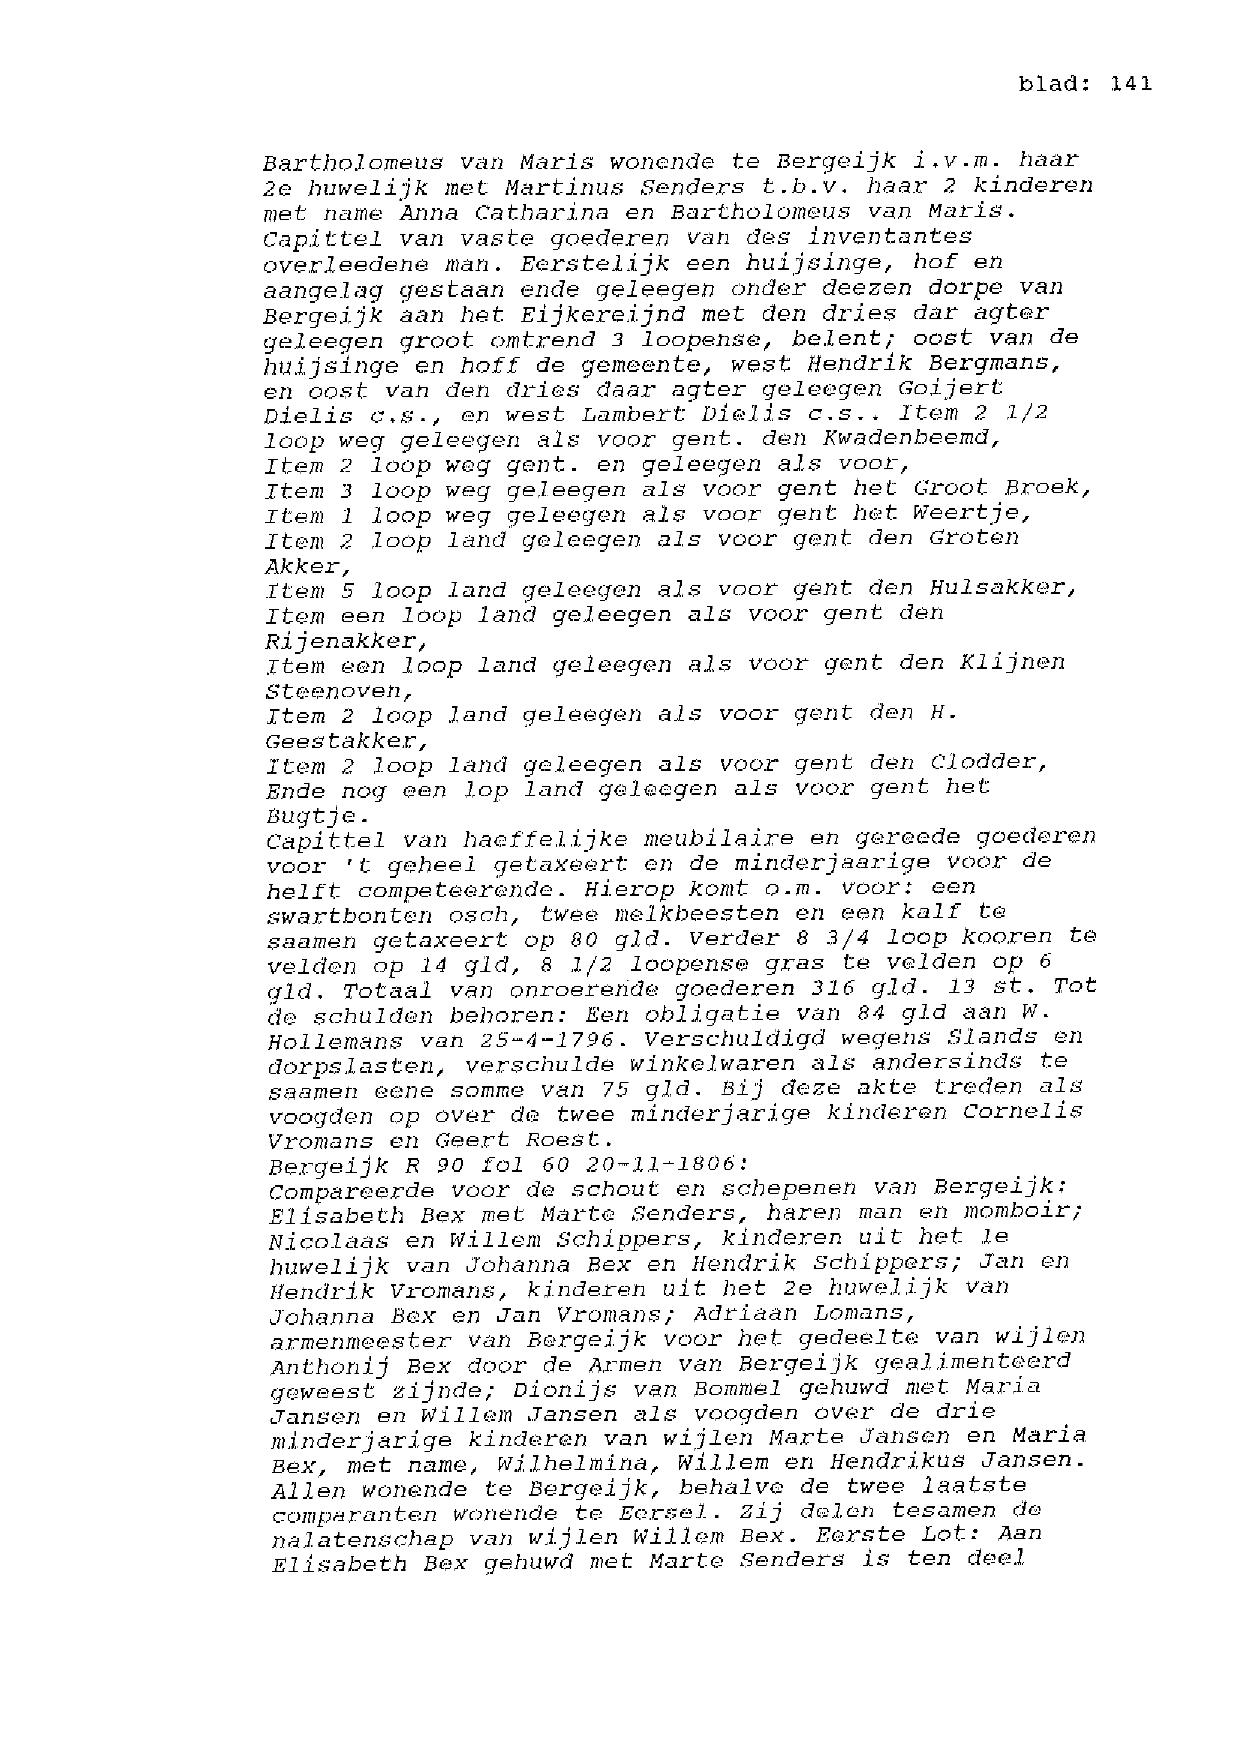 blad: 141
Bartholomeus van Maris wonende te Bergeijk i.v.m. haar
2e huwelijk met Martinus Senders t.b.v. haar 2 kinderen
met name Anna Catharina en Bartholomeus van Maris.
Capittel van vaste goederen van des inventantes
overleedene man. Eerstelijk een huijsinge, hof en
aangelag gestaan ende geleegen onder deezen dorpe van
Bergeijk aan het Eijkereijnd met den dries dar agter
geleegen groot omtrend 3 loopense, belent; oost van de
huijsinge en hoff de gemeente, west Hendrik Bergmans,
en oost van den dries daar agter geleegen Goijert
Dielis c.s., en west Lambert Dielis c.s.. Item 2 1/2
loop weg geleegen als voor gent. den Kwadenbeemd,
Item 2 loop weg gent. en geleegen als voor,
Item 3 loop weg geleegen als voor gent het Groot Broek,
Item 1 loop weg geleegen als voor gent het Weertje,
Item 2 loop land geleegen als voor gent den Groten
Akker,
Item 5 loop land geleegen als voor gent den Hulsakker,
Item een loop land geleegen als voor gent den
Rijenakker,
Item een loop land geleegen als voor gent den Klijnen
Steenoven,
Item 2 loop land geleegen als voor gent den H.
Geestakker,
Item 2 loop land geleegen als voor gent den Clodder,
Ende nog een lop land geleegen als voor gent het
Bugtje.
Capittel van haeffelijke meubilaire en gereede goederen
voor 't geheel getaxeert en de minderjaarige voor de
helft competeerende. Hierop komt o.m. voor: een
swartbonten osch, twee melkbeesten en een kalf te
saamen getaxeert op 80 gld. Verder 8 3/4 loop kooren te
velden op 14 gld, 8 1/2 loopense gras te velden op 6
gld. Totaal van onroerende goederen 316 gld. 13 st. Tot
de schulden behoren: Een obligatie van 84 gld aan W.
Hollemans van 25-4-1796. Verschuldigd wegens Slands en
dorpslasten, verschulde winkelwaren als andersinds te
saamen eene somme van 75 gld. Bij deze akte treden als
voogden op over de twee minderjarige kinderen Cornelis
Vromans en Geert Roest.
Bergeijk R 90 fol 60 20-11-1806:
Compareerde voor de schout en schepenen van Bergeijk:
Elisabeth Bex met Marte Senders, haren man en momboir;
Nicolaas en Willem Schippers, kinderen uit het 1e
huwelijk van Johanna Bex en Hendrik Schippers; Jan en
Hendrik Vromans, kinderen uit het 2e huwelijk van
Johanna Bex en Jan Vromans; Adriaan Lomans,
armenmeester van Bergeijk voor het gedeelte van wijlen
Anthonij Bex door de Armen van Bergeijk gealimenteerd
geweest zijnde; Dionijs van Bommel gehuwd met Maria
Jansen en Willem Jansen als voogden over de drie
minderjarige kinderen van wijlen Marte Jansen en Maria
Bex, met name, Wilhelmina, Willem en Hendrikus Jansen.
Allen wonende te Bergeijk, behalve de twee laatste
comparanten wonende te Eersel. Zij delen tesamen de
nalatenschap van wijlen Willem Bex. Eerste Lot: Aan
Elisabeth Bex gehuwd met Marte Senders is ten deel